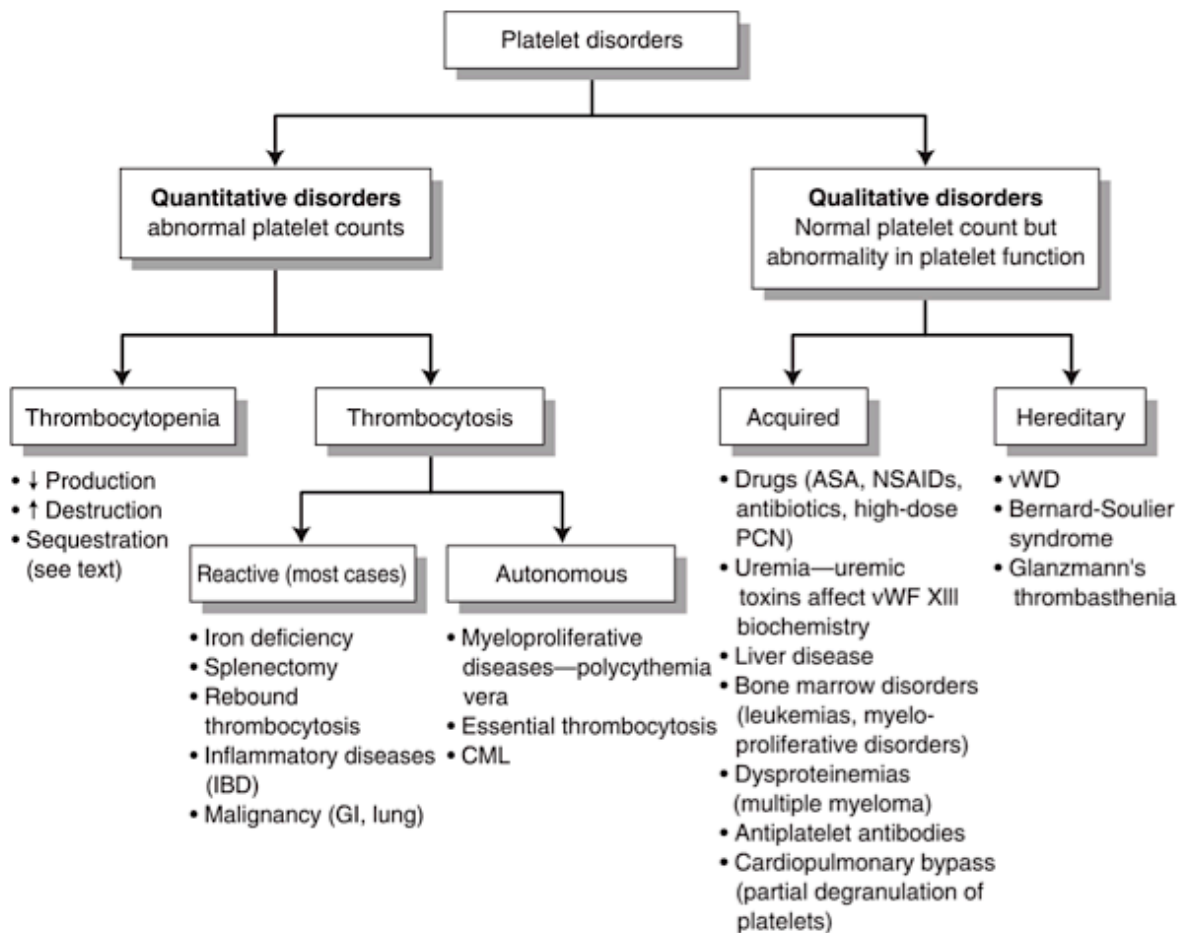 Platelet disorders
Quantitative disorders
abnormal platelet counts
Qualitative disorders
Normal platelet count but
abnormality in platelet function
Thrombocytopenia
• ↓ Production
• ↑ Destruction
• Sequestration
(see text)
Thrombocytosis
Reactive (most cases)
• Iron deficiency
• Splenectomy
• Rebound
thrombocytosis
• Inflammatory diseases
(IBD)
• Malignancy (GI, lung)
Autonomous
• Myeloproliferative
diseases—polycythemia
vera
• Essential thrombocytosis
• CML
Acquired
• Drugs (ASA, NSAIDs,
antibiotics, high-dose
PCN)
• Uremia—uremic
toxins affect vWF XIII
biochemistry
• Liver disease
• Bone marrow disorders
(leukemias, myelo-
proliferative disorders)
• Dysproteinemias
(multiple myeloma)
• Antiplatelet antibodies
• Cardiopulmonary bypass
(partial degranulation of
platelets)
Hereditary
• vWD
• Bernard-Soulier
syndrome
• Glanzmann's
thrombasthenia